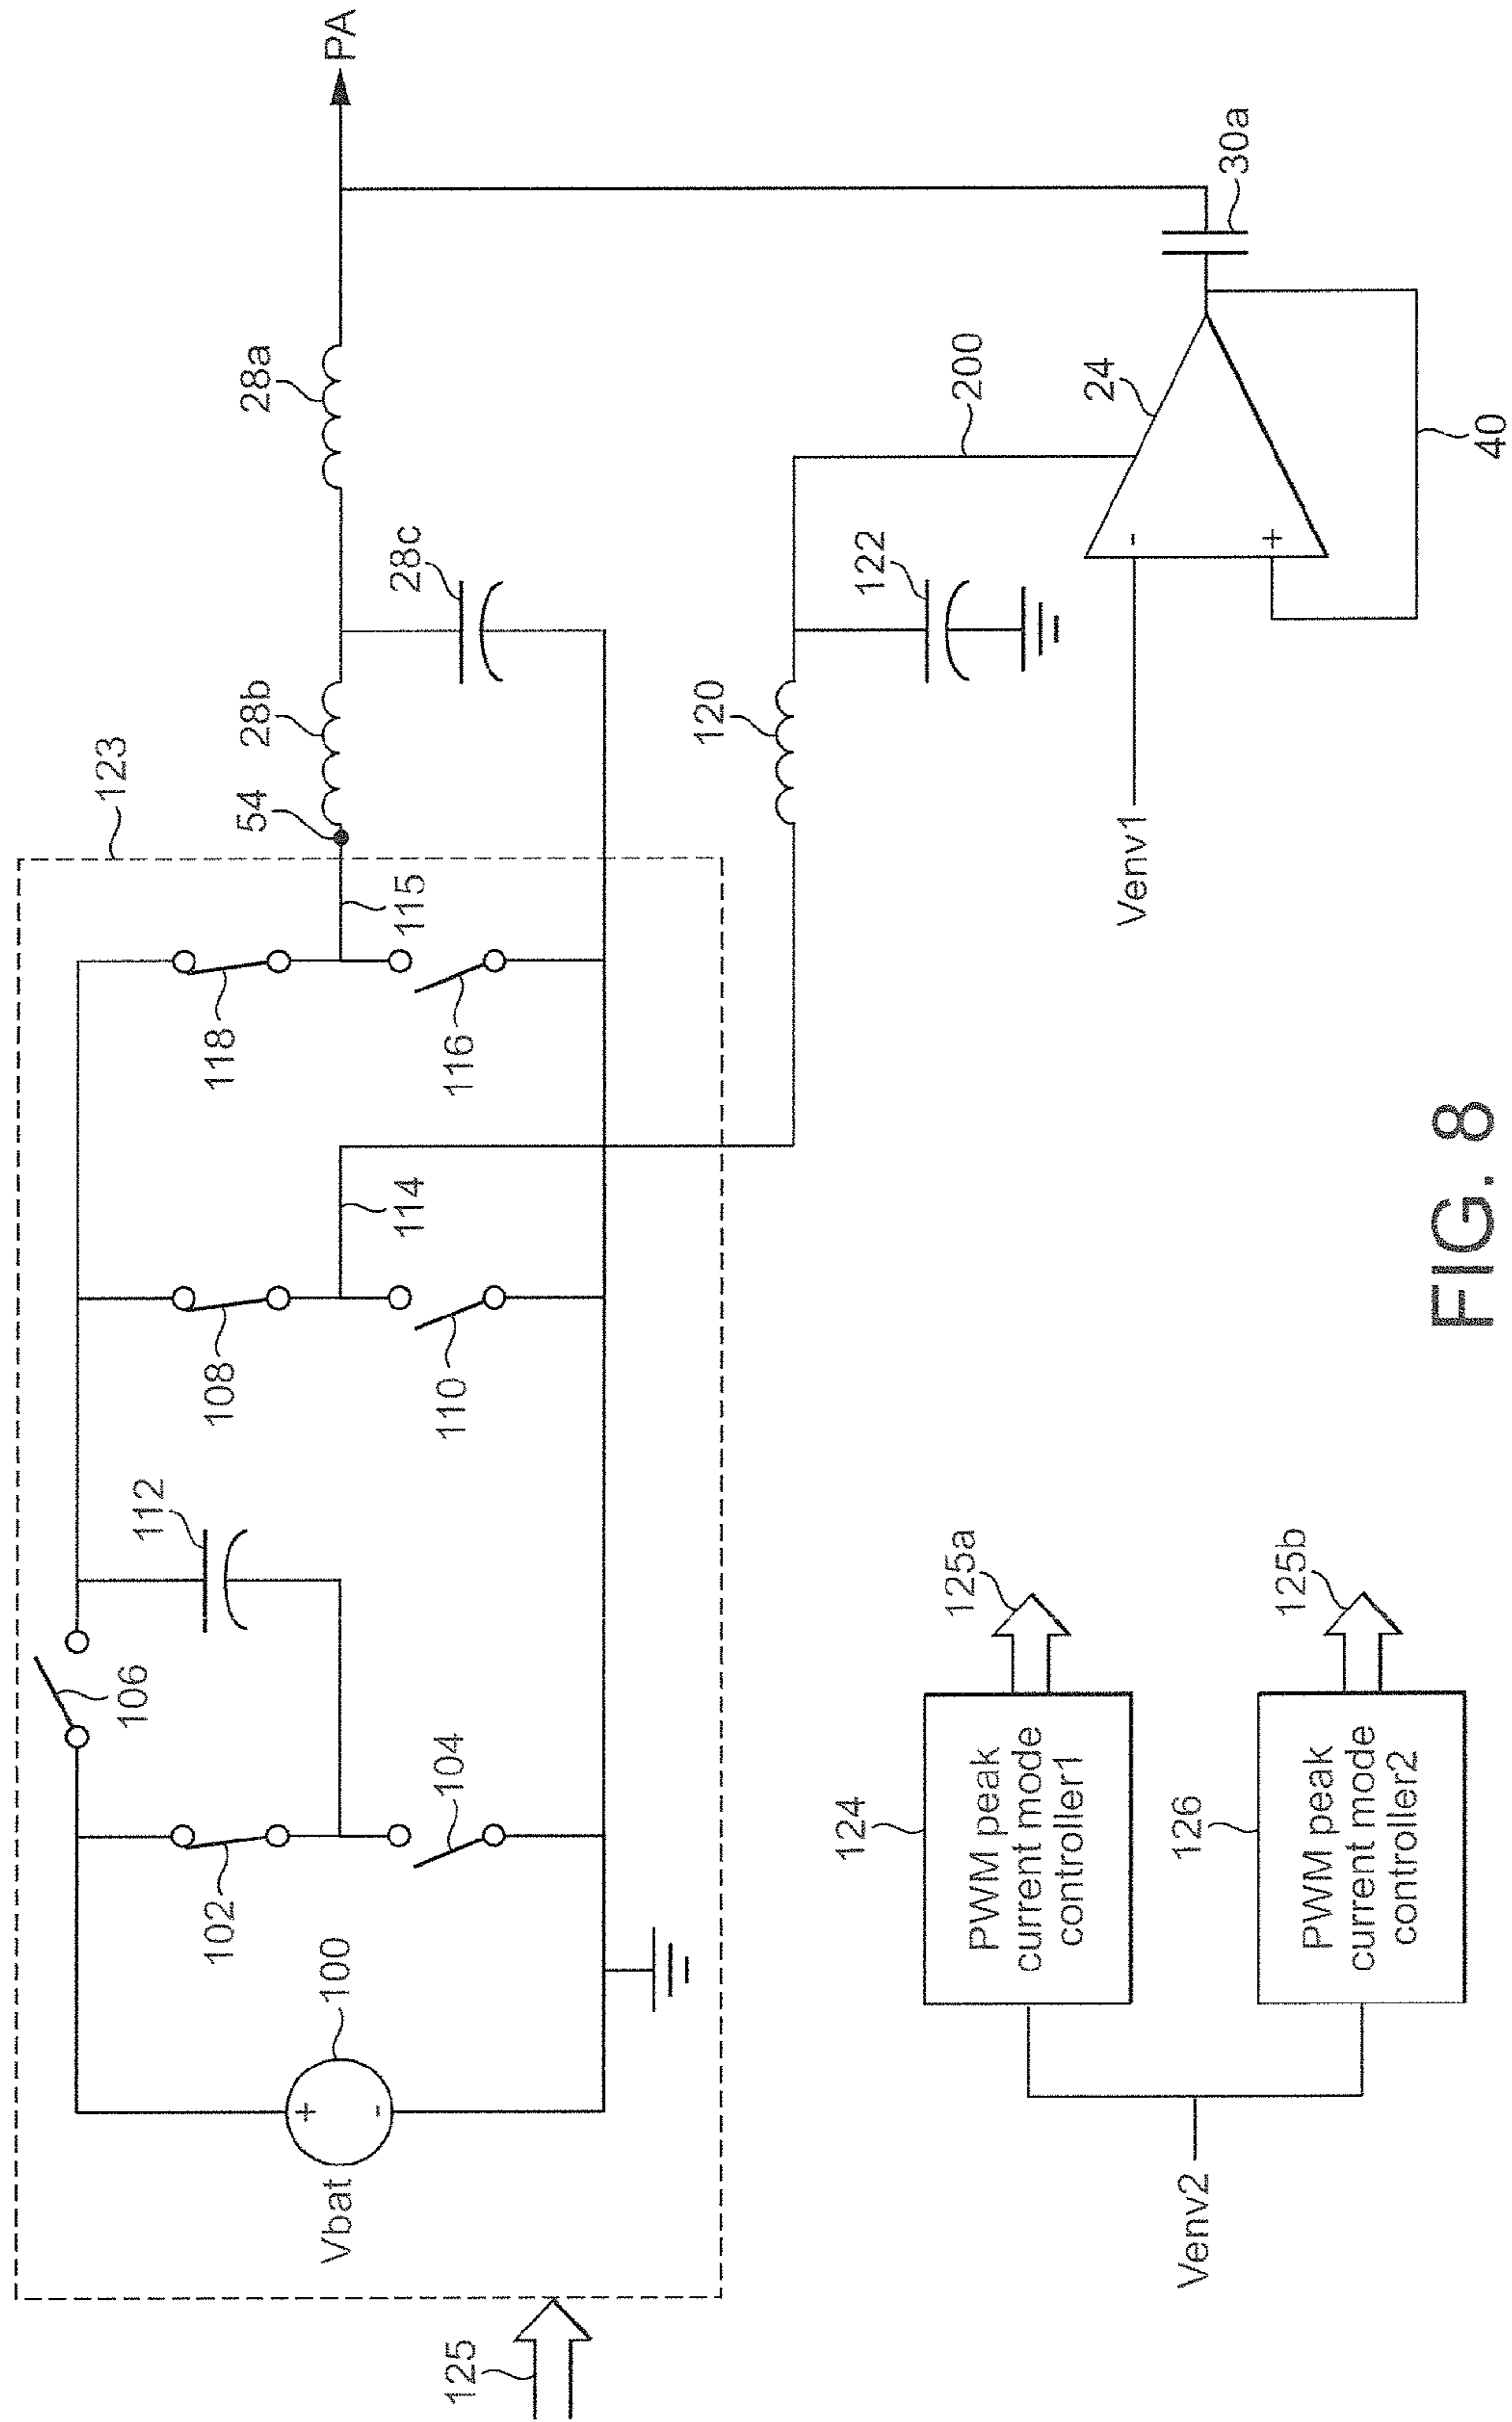 123
54
28b
28a
PA
118
115
116
28c
106
112
108
114
110
102
104
100
Vbat
+
-
125
120
122
200
24
-
+
30a
40
Venv1
124
PWM peak
current mode
controller1
125a
126
PWM peak
current mode
controller2
125b
Venv2
FIG. 8